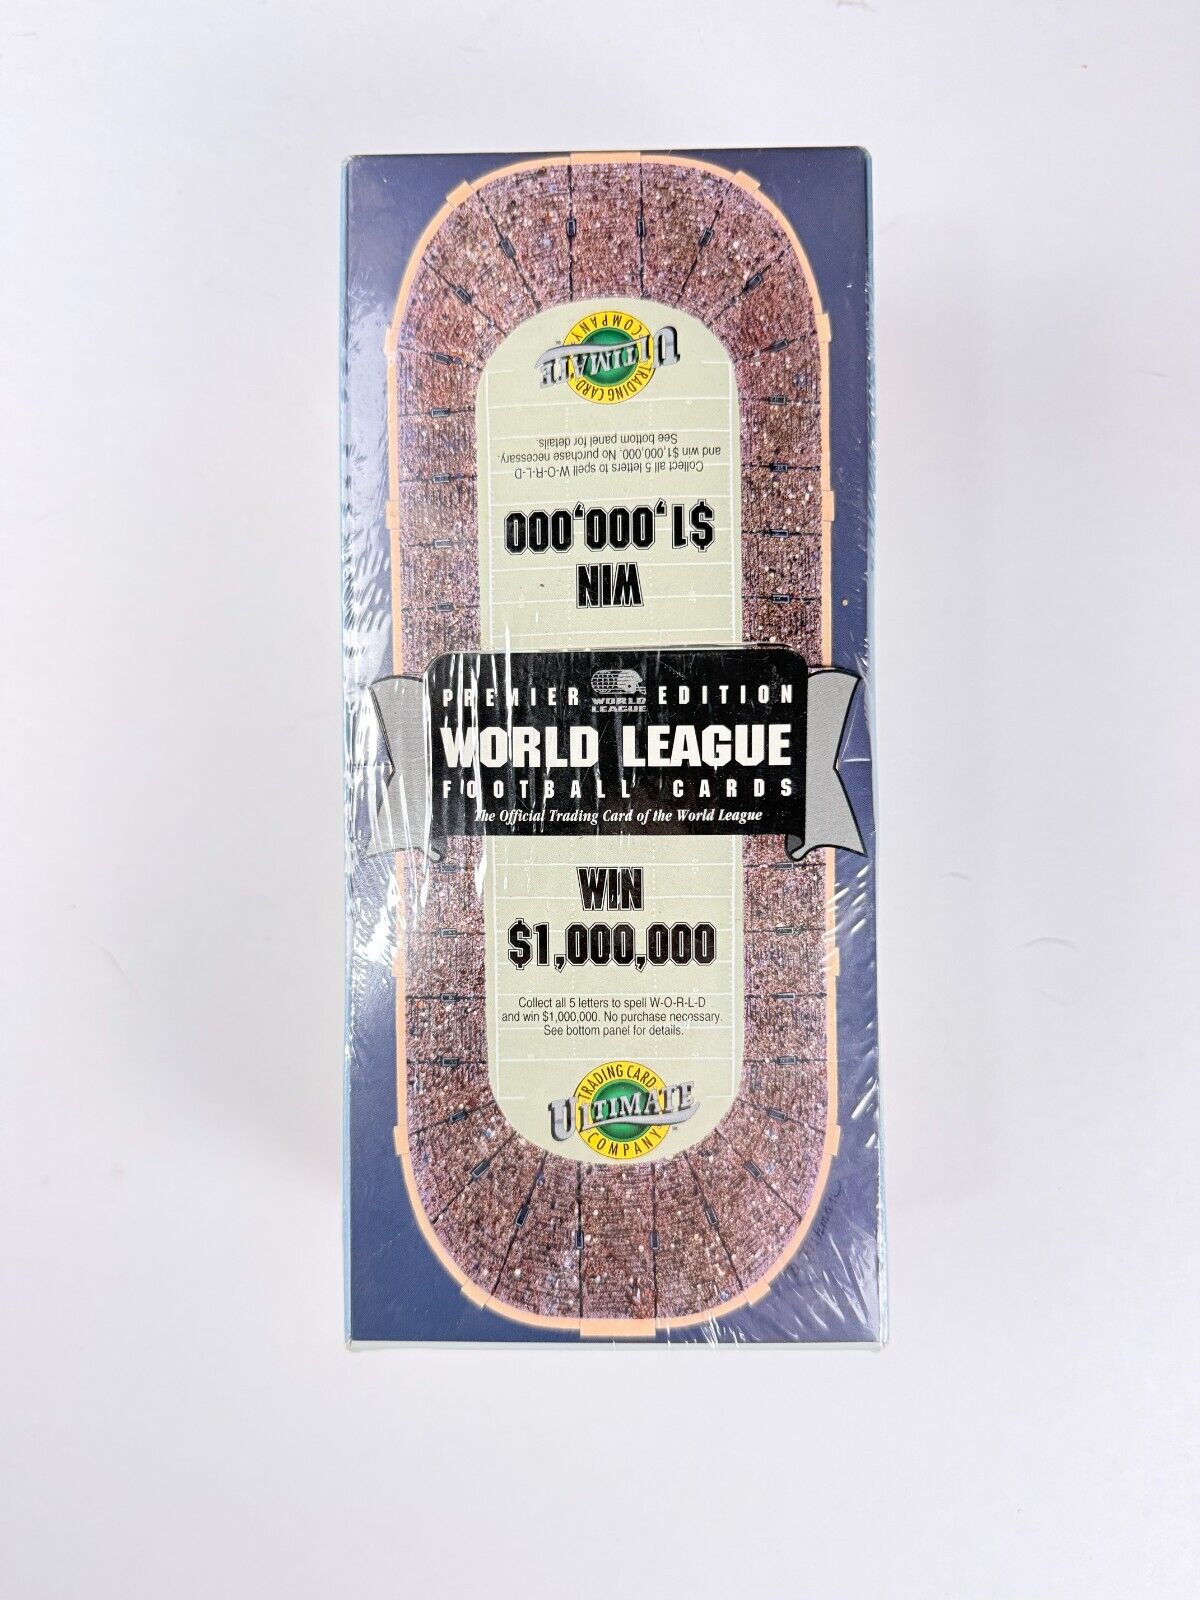 ULTIMATE
TRADING CARD
COMPANY
Collect all 5 letters to spell W-O-R-L-D
and win $1,000,000. No purchase necessary.
See bottom panel for details.
$1,000,000
WIN
PREMIER WORLD LEAGUE EDITION
WORLD LEAGUE
FOOTBALL CARDS
The Official Trading Card of the World League
WIN
$1,000,000
Collect all 5 letters to spell W-O-R-L-D
and win $1,000,000. No purchase necessary.
See bottom panel for details.
TRADING CARD
ULTIMATE
COMPANY